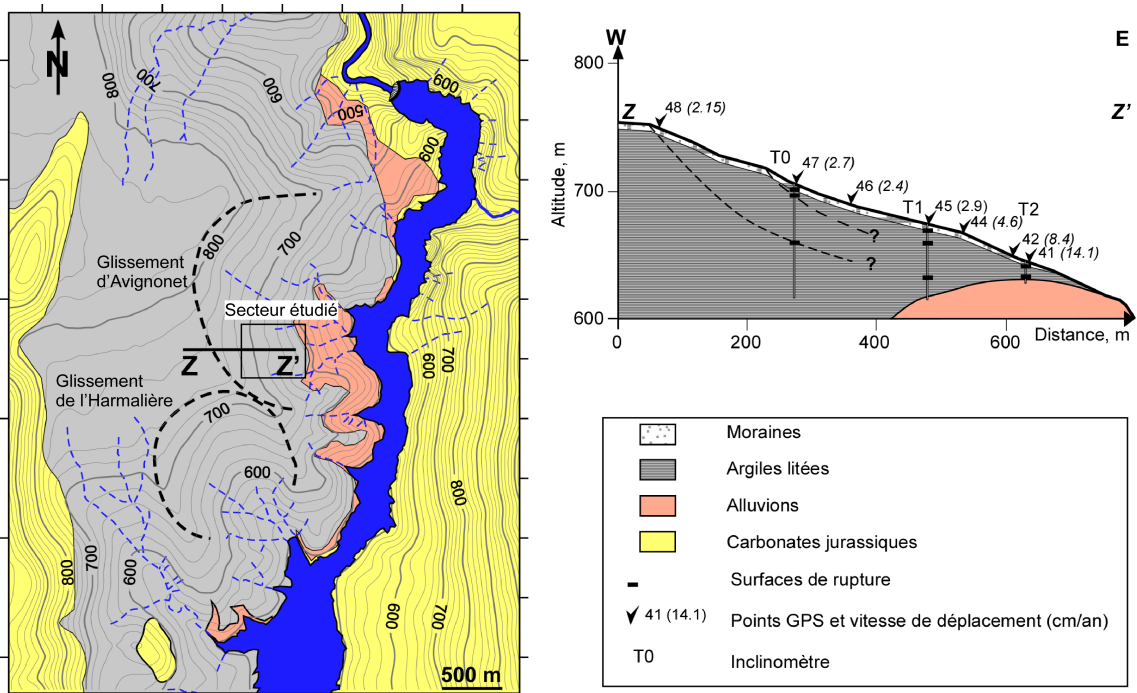 N
800
700
600
500
600
600
800
700
Glissement
d'Avignonet
Secteur étudié
Z
Z'
600
700
Glissement
de l'Harmalière
700
600
800
800
700
600
600
700
500 m
W
E
800
700
600
Altitude, m
Z
Z'
48 (2.15)
T0
47 (2.7)
46 (2.4)
T1
45 (2.9)
44 (4.6)
T2
42 (8.4)
41 (14.1)
?
?
0
200
400
600
Distance, m
Moraines
Argiles litées
Alluvions
Carbonates jurassiques
Surfaces de rupture
41 (14.1)
Points GPS et vitesse de déplacement (cm/an)
T0
Inclinomètre